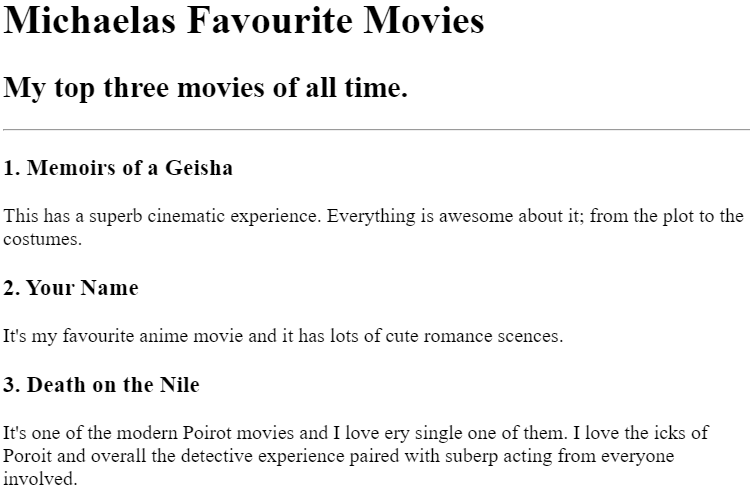 Michaelas Favourite Movies
My top three movies of all time.
1. Memoirs of a Geisha
This has a superb cinematic experience. Everything is awesome about it; from the plot to the
costumes.
2. Your Name
It's my favourite anime movie and it has lots of cute romance scences.
3. Death on the Nile
It's one of the modern Poirot movies and I love ery single one of them. I love the icks of
Poroit and overall the detective experience paired with suberp acting from everyone
involved.